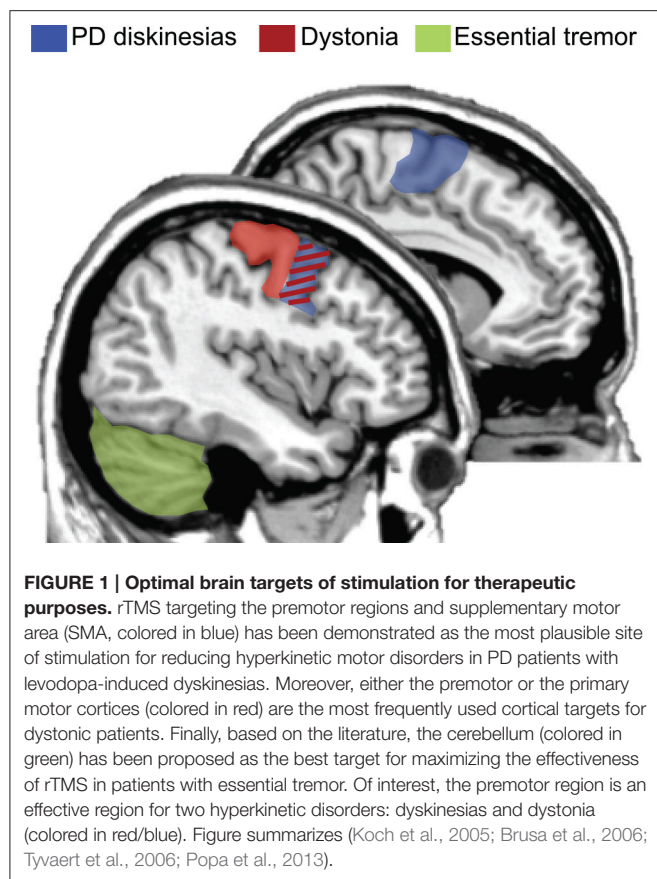 PD diskinesias Dystonia Essential tremor
FIGURE 1 | Optimal brain targets of stimulation for therapeutic
purposes. rTMS targeting the premotor regions and supplementary motor
area (SMA, colored in blue) has been demonstrated as the most plausible site
of stimulation for reducing hyperkinetic motor disorders in PD patients with
levodopa-induced dyskinesias. Moreover, either the premotor or the primary
motor cortices (colored in red) are the most frequently used cortical targets for
dystonic patients. Finally, based on the literature, the cerebellum (colored in
green) has been proposed as the best target for maximizing the effectiveness
of rTMS in patients with essential tremor. Of interest, the premotor region is an
effective region for two hyperkinetic disorders: dyskinesias and dystonia
(colored in red/blue). Figure summarizes (Koch et al., 2005; Brusa et al., 2006;
Tyvaert et al., 2006; Popa et al., 2013).